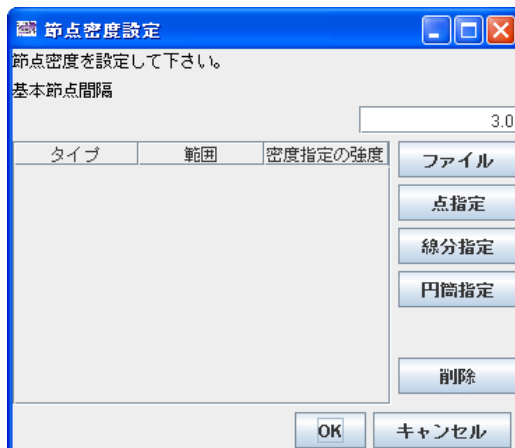 節点密度設定
節点密度を設定して下さい。
基本節点間隔
3.0
タイプ 範囲 密度指定の強度
ファイル
点指定
線分指定
円筒指定
削除
OK キャンセル